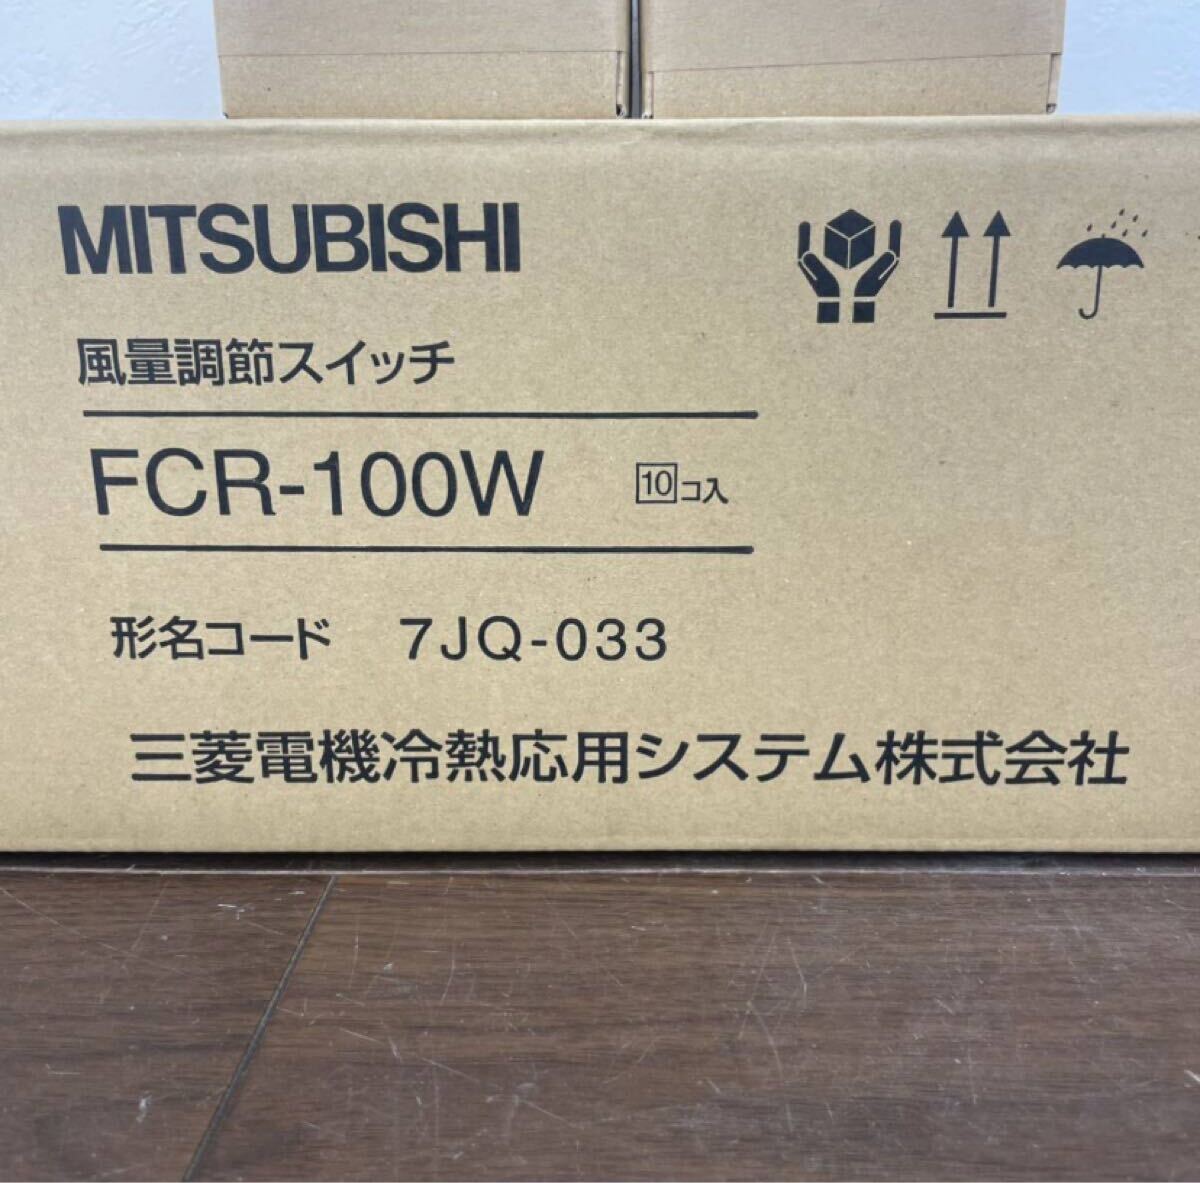 MITSUBISHI
風量調節スイッチ
FCR-100W 10コ入
形名コード 7JQ-033
三菱電機冷熱応用システム株式会社